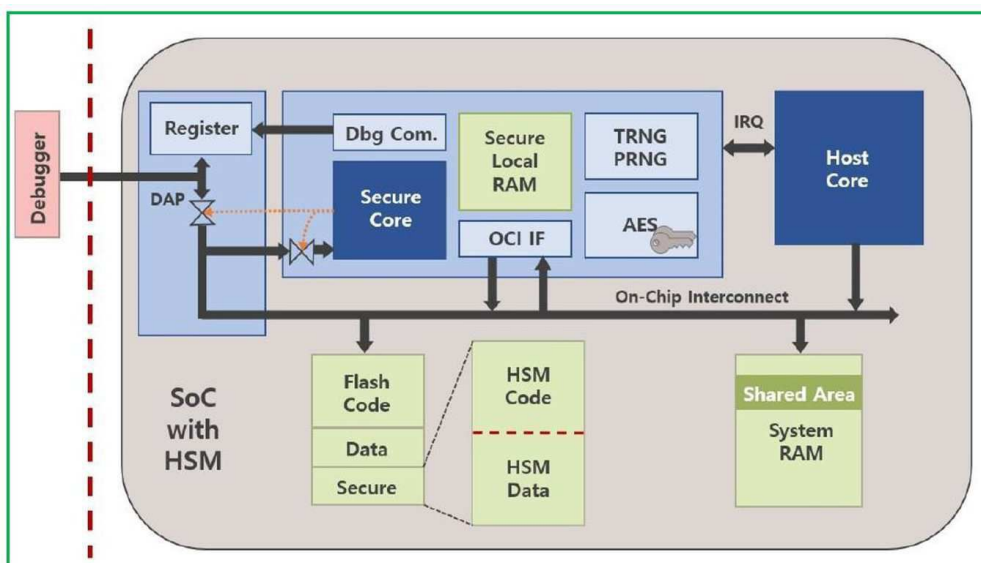 Debugger
Register
DAP
Dbg Com.
Secure
Core
Secure
Local
RAM
OCI IF
TRNG
PRNG
AES
IRQ
Host
Core
On-Chip Interconnect
SoC
with
HSM
Flash
Code
Data
Secure
HSM
Code
HSM
Data
Shared Area
System
RAM